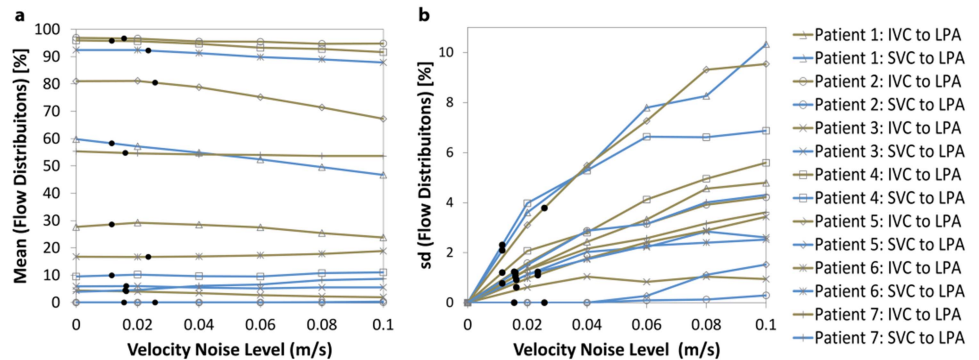 a
Mean (Flow Distribuitons) [%]
100
90
80
70
60
50
40
30
20
10
0
0 0.02 0.04 0.06 0.08 0.1
Velocity Noise Level (m/s)
b
sd (Flow Distributions) [%]
10
8
6
4
2
0
0 0.02 0.04 0.06 0.08 0.1
Velocity Noise Level (m/s)
Patient 1: IVC to LPA
Patient 1: SVC to LPA
Patient 2: IVC to LPA
Patient 2: SVC to LPA
Patient 3: IVC to LPA
Patient 3: SVC to LPA
Patient 4: IVC to LPA
Patient 4: SVC to LPA
Patient 5: IVC to LPA
Patient 5: SVC to LPA
Patient 6: IVC to LPA
Patient 6: SVC to LPA
Patient 7: IVC to LPA
Patient 7: SVC to LPA